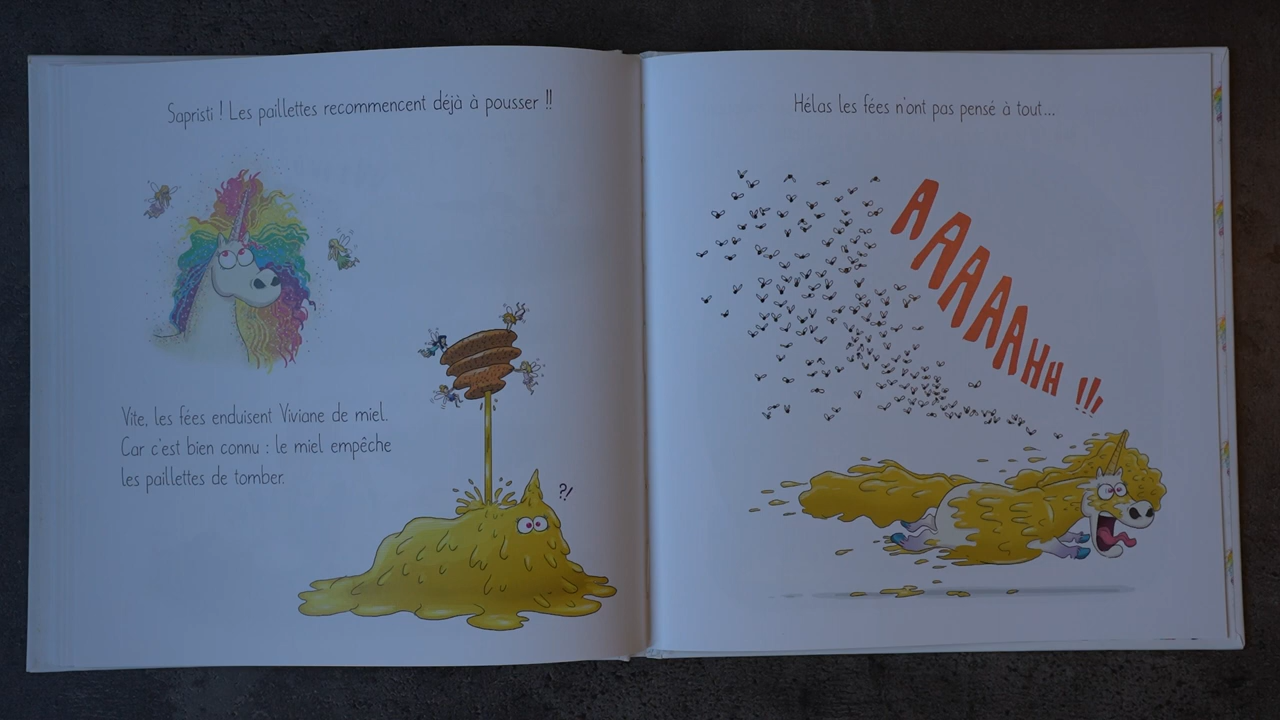 Sapristi ! Les paillettes recommencent déjà à pousser !!
Vite, les fées enduisent Viviane de miel.
Car c'est bien connu : le miel empêche
les paillettes de tomber.
?!
Hélas les fées n'ont pas pensé à tout...
AAAAAAHH !!!